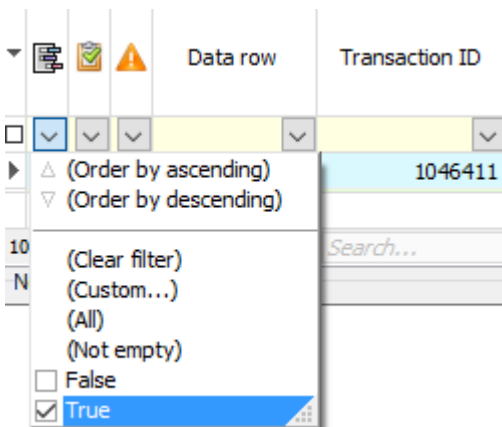 Data row Transaction ID
(Order by ascending)
1046411
(Order by descending)
10
Search...
(Clear filter)
N
(Custom...)
(All)
(Not empty)
False
True